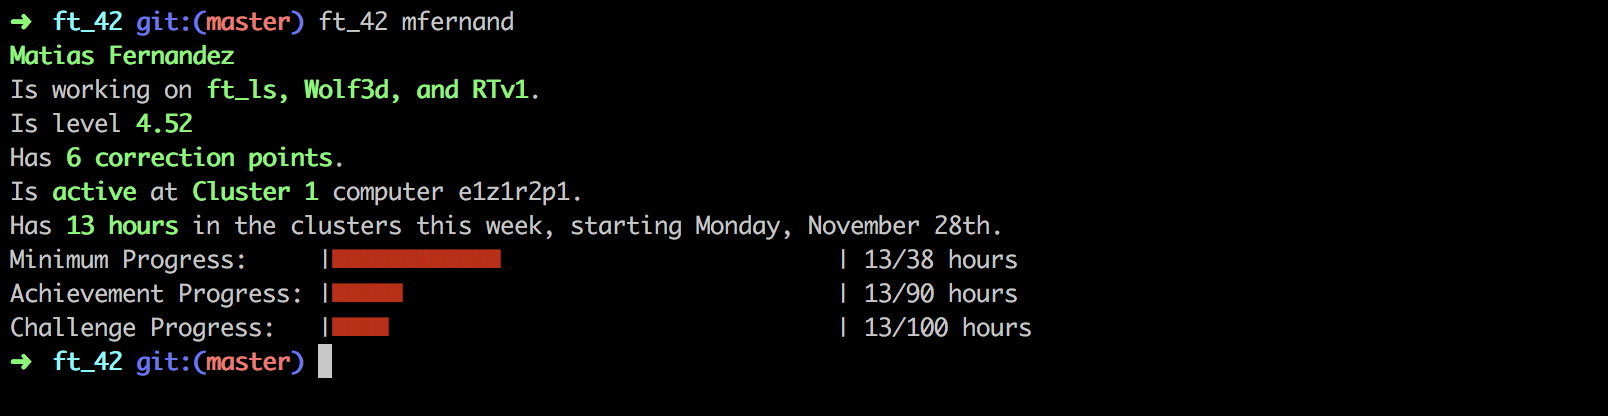 ➜ ft_42 git:(master) ft_42 mfernand
Matias Fernandez
Is working on ft_ls, Wolf3d, and RTv1.
Is level 4.52
Has 6 correction points.
Is active at Cluster 1 computer e1z1r2p1.
Has 13 hours in the clusters this week, starting Monday, November 28th.
Minimum Progress: | | 13/38 hours
Achievement Progress: | | 13/90 hours
Challenge Progress: | | 13/100 hours
➜ ft_42 git:(master)